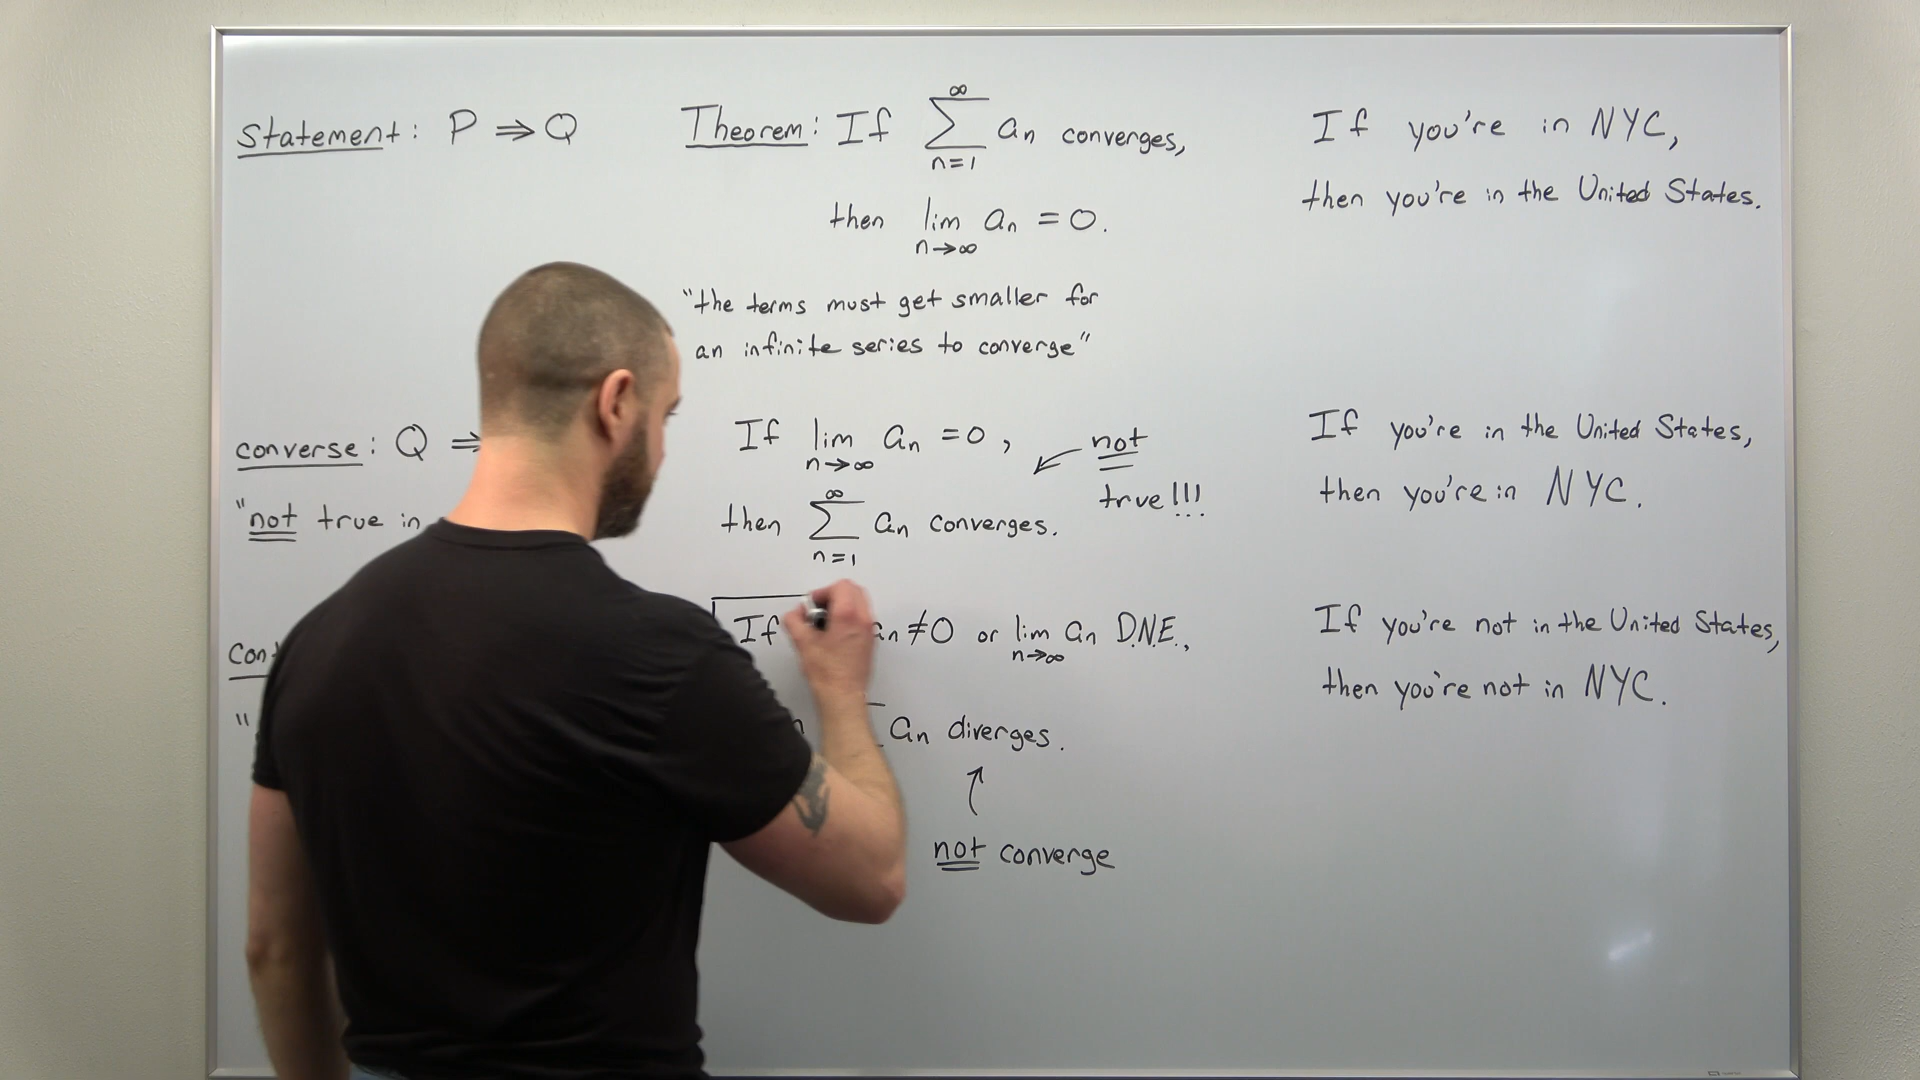 Statement: P ⇒ Q
Theorem: If ∞ ∑ n=1 an converges,
then lim n→∞ an = 0.
"the terms must get smaller for
an infinite series to converge"
If you're in NYC,
then you're in the United States.
converse: Q ⇒
"not true in
If lim n→∞ an = 0,
then ∞ ∑ n=1 an converges.
not
true!!!
If you're in the United States,
then you're in NYC.
If an ≠ 0 or lim n→∞ an D.N.E.,
an diverges.
not converge
If you're not in the United States,
then you're not in NYC.